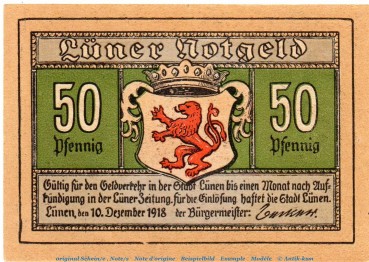 Lüner Notgeld
50 Pfennig
50 Pfennig
Gültig für den Geldverkehr in der Stadt Lünen bis einen Monat nach Auf-
kündigung in der Lüner Zeitung. für die Einlösung haftet die Stadt Lünen.
Lünen, den 10. Dezember 1918 der Bürgermeister:
original Schein/e . Note/s Note d'origine Beispielbild Exemple Modèle © Antik-kam